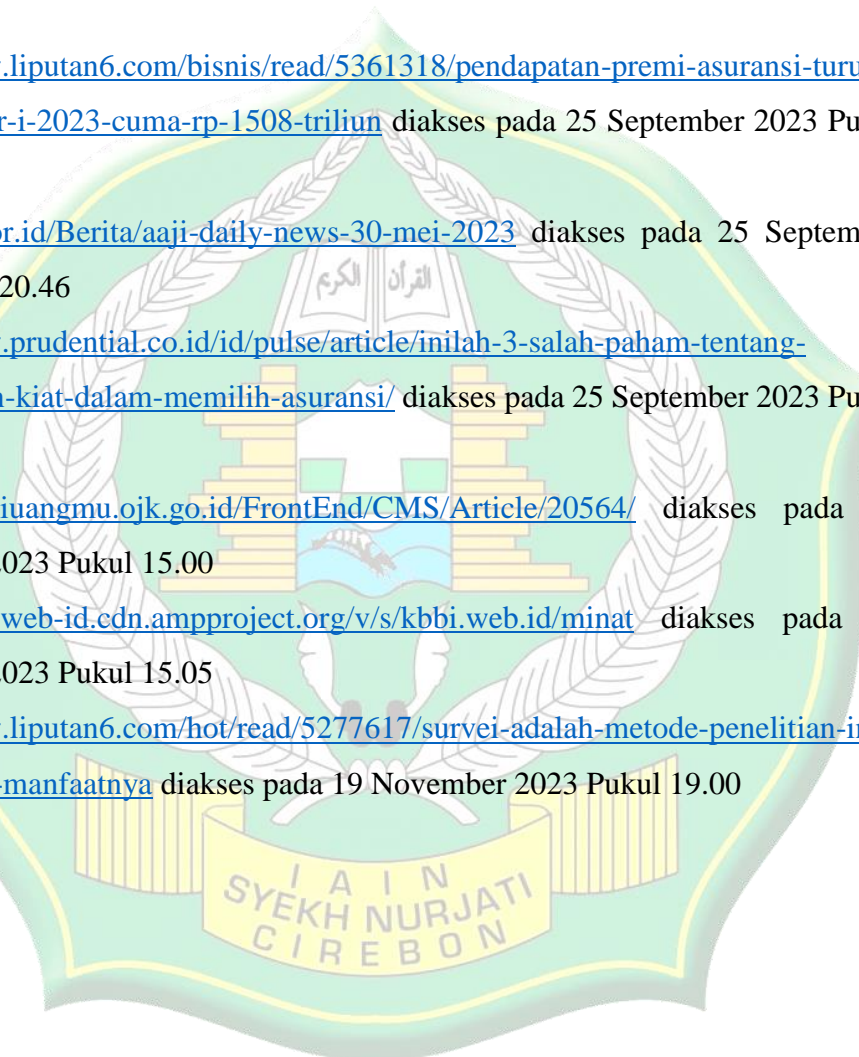 .liputan6.com/bisnis/read/5361318/pendapatan-premi-asuransi-turu
r-i-2023-cuma-rp-1508-triliun diakses pada 25 September 2023 Pu
or.id/Berita/aaji-daily-news-30-mei-2023 diakses pada 25 Septem
20.46
القرأن الكريم
.prudential.co.id/id/pulse/article/inilah-3-salah-paham-tentang-
n-kiat-dalam-memilih-asuransi/ diakses pada 25 September 2023 Pu
iuangmu.ojk.go.id/FrontEnd/CMS/Article/20564/ diakses pada
2023 Pukul 15.00
web-id.cdn.ampproject.org/v/s/kbbi.web.id/minat diakses pada
2023 Pukul 15.05
.liputan6.com/hot/read/5277617/survei-adalah-metode-penelitian-in
-manfaatnya diakses pada 19 November 2023 Pukul 19.00
IAIN
SYEKH NURJATI
CIREBON